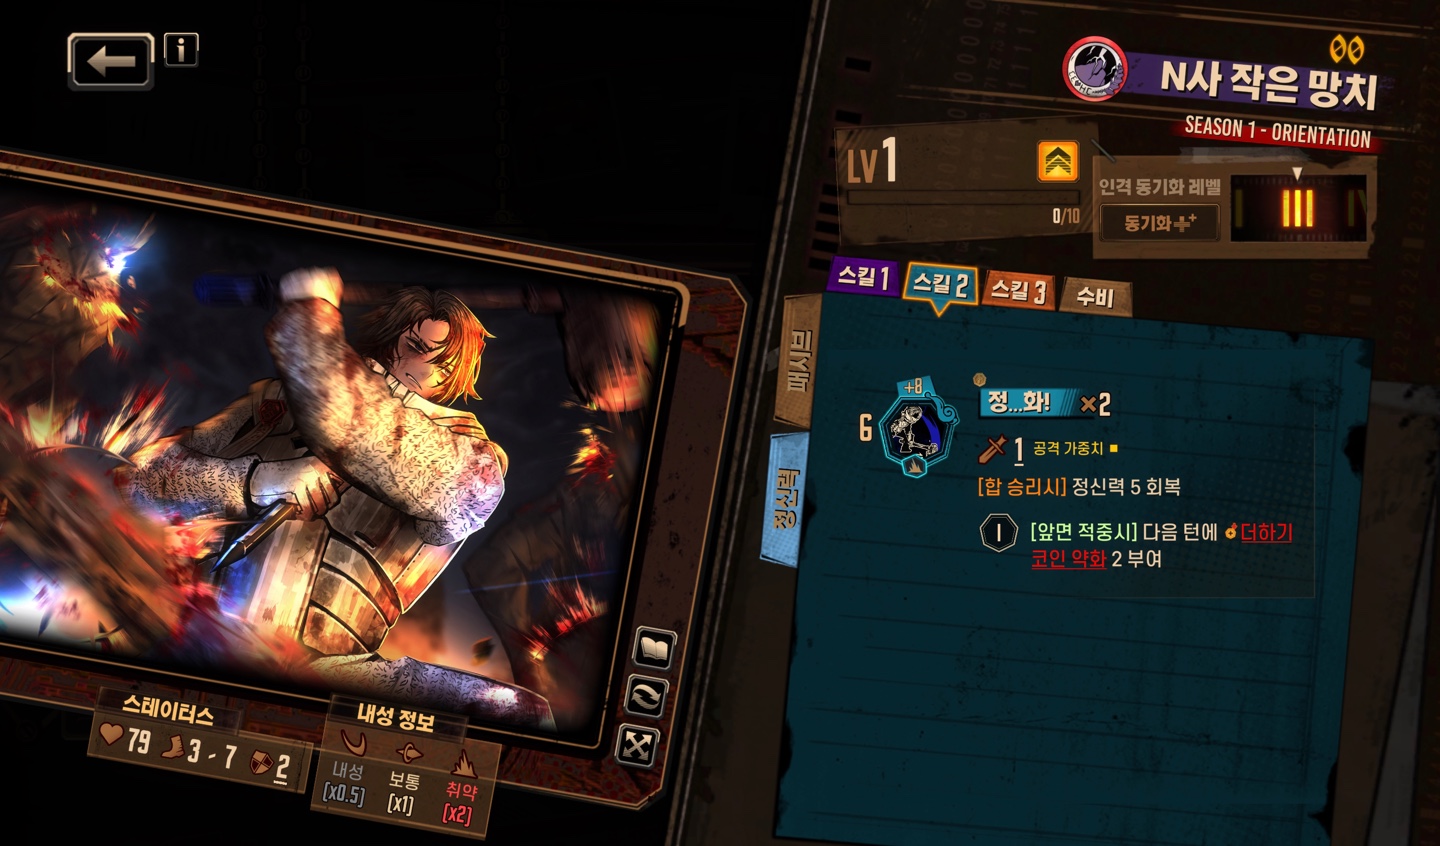 i
N사 작은 망치
SEASON 1 - ORIENTATION
LV 1
0/10
인격 동기화 레벨
동기화
스킬 1
스킬 2
스킬 3
수비
패시브
정신력
+8
6
정...화! ×2
1 공격 가중치 ■
[합 승리시] 정신력 5 회복
I [앞면 적중시] 다음 턴에 더하기
코인 약화 2 부여
스테이터스
79 3 - 7 2
내성 정보
내성 보통 취약
[x0.5] [x1] [x2]